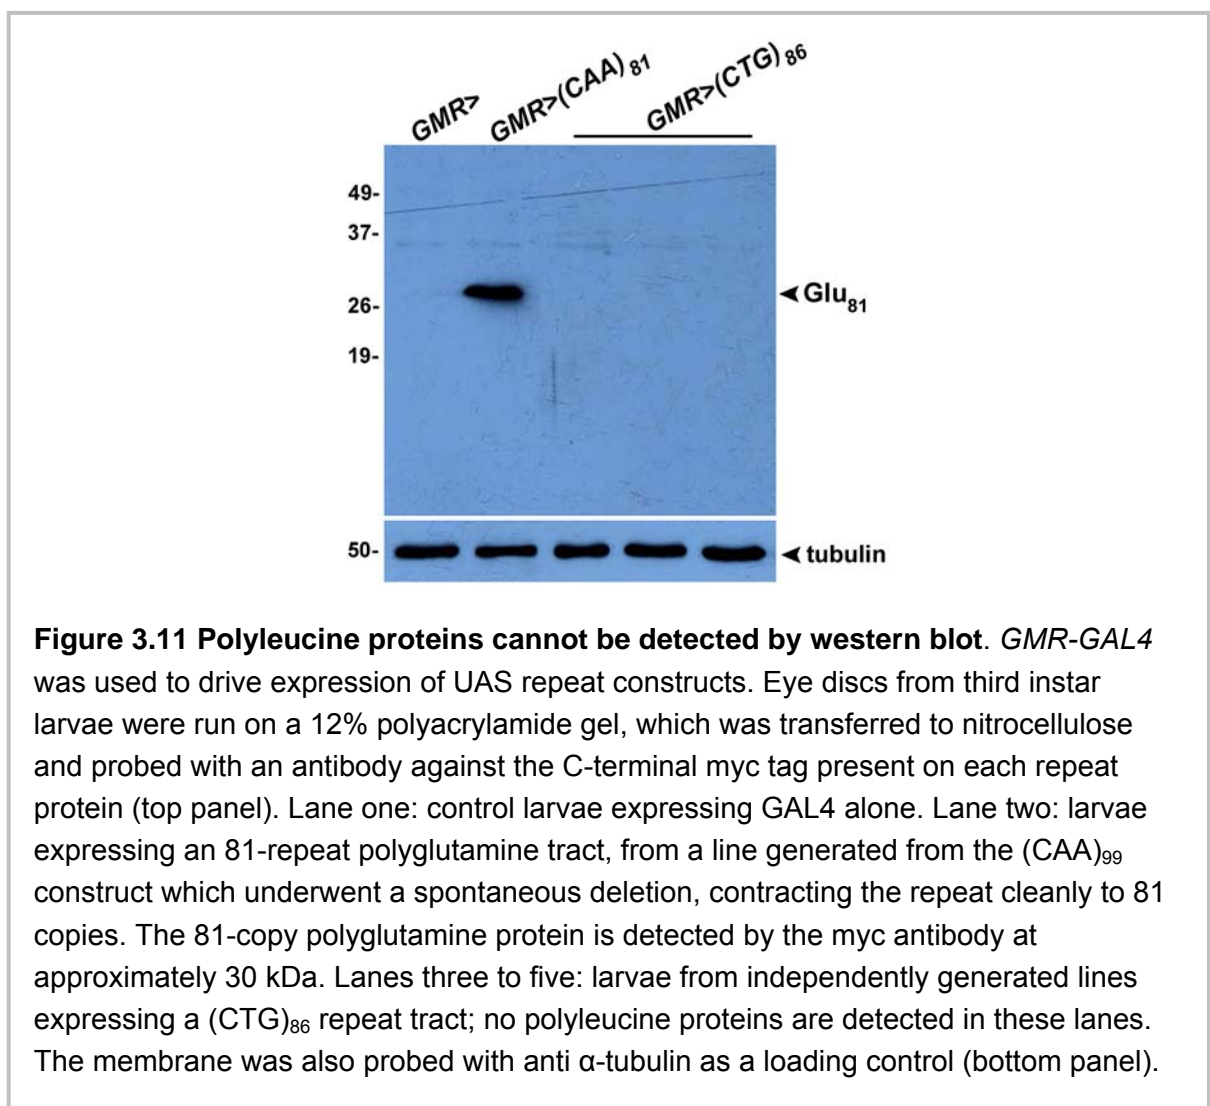 GMR>
GMR>(CAA)81
GMR>(CTG)86
49-
37-
26-
19-
Glu81
50-
tubulin
Figure 3.11 Polyleucine proteins cannot be detected by western blot. GMR-GAL4
was used to drive expression of UAS repeat constructs. Eye discs from third instar
larvae were run on a 12% polyacrylamide gel, which was transferred to nitrocellulose
and probed with an antibody against the C-terminal myc tag present on each repeat
protein (top panel). Lane one: control larvae expressing GAL4 alone. Lane two: larvae
expressing an 81-repeat polyglutamine tract, from a line generated from the (CAA)99
construct which underwent a spontaneous deletion, contracting the repeat cleanly to 81
copies. The 81-copy polyglutamine protein is detected by the myc antibody at
approximately 30 kDa. Lanes three to five: larvae from independently generated lines
expressing a (CTG)86 repeat tract; no polyleucine proteins are detected in these lanes.
The membrane was also probed with anti α-tubulin as a loading control (bottom panel).